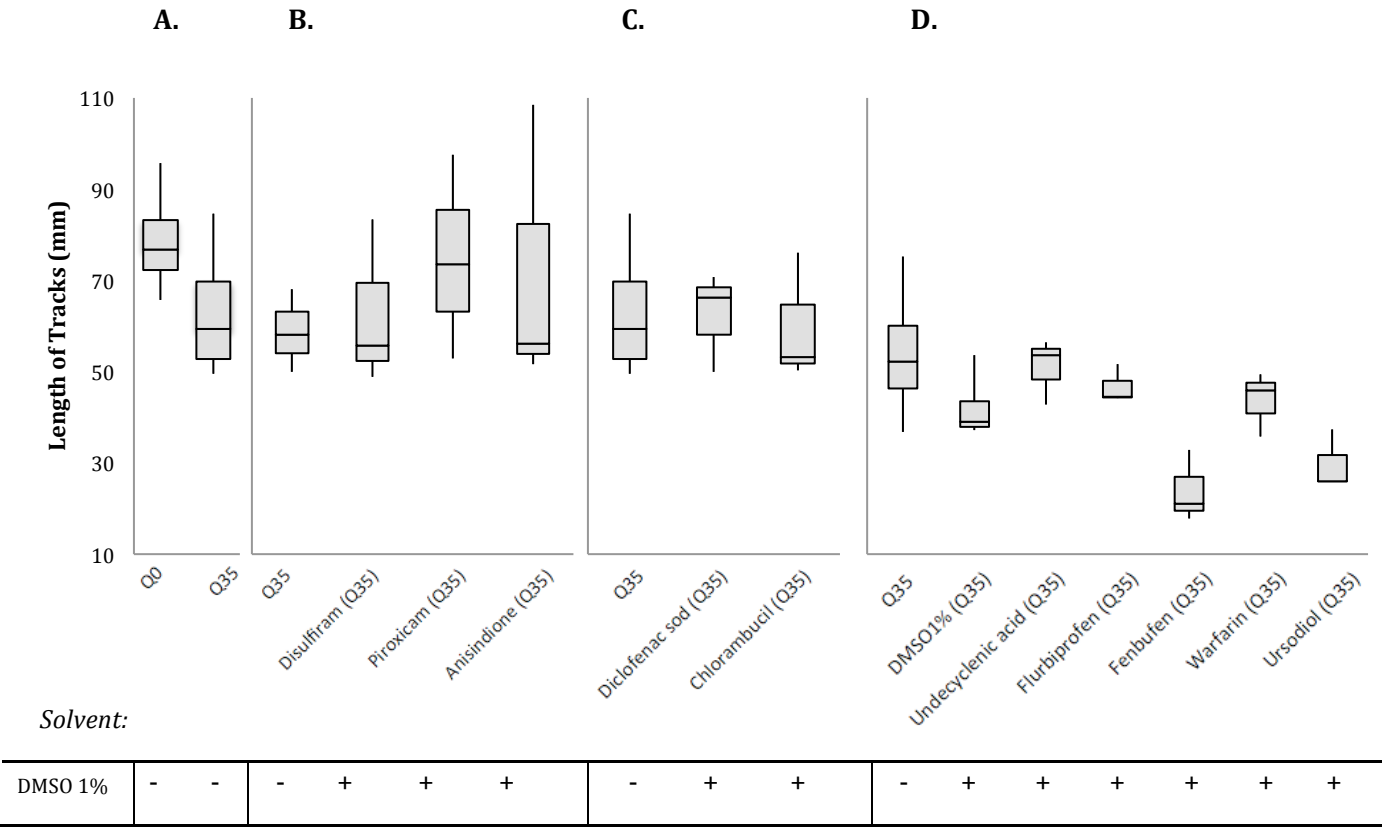 A. B. C. D.
Length of Tracks (mm)
110
90
70
50
30
10
Q0
Q35
Q35
Disulfiram (Q35)
Piroxicam (Q35)
Anisindione (Q35)
Q35
Diclofenac sod (Q35)
Chlorambucil (Q35)
Q35
DMSO1% (Q35)
Undecyclenic acid (Q35)
Flurbiprofen (Q35)
Fenbufen (Q35)
Warfarin (Q35)
Ursodiol (Q35)
Solvent:
DMSO 1% - - - + + + - + + - + + + + + +